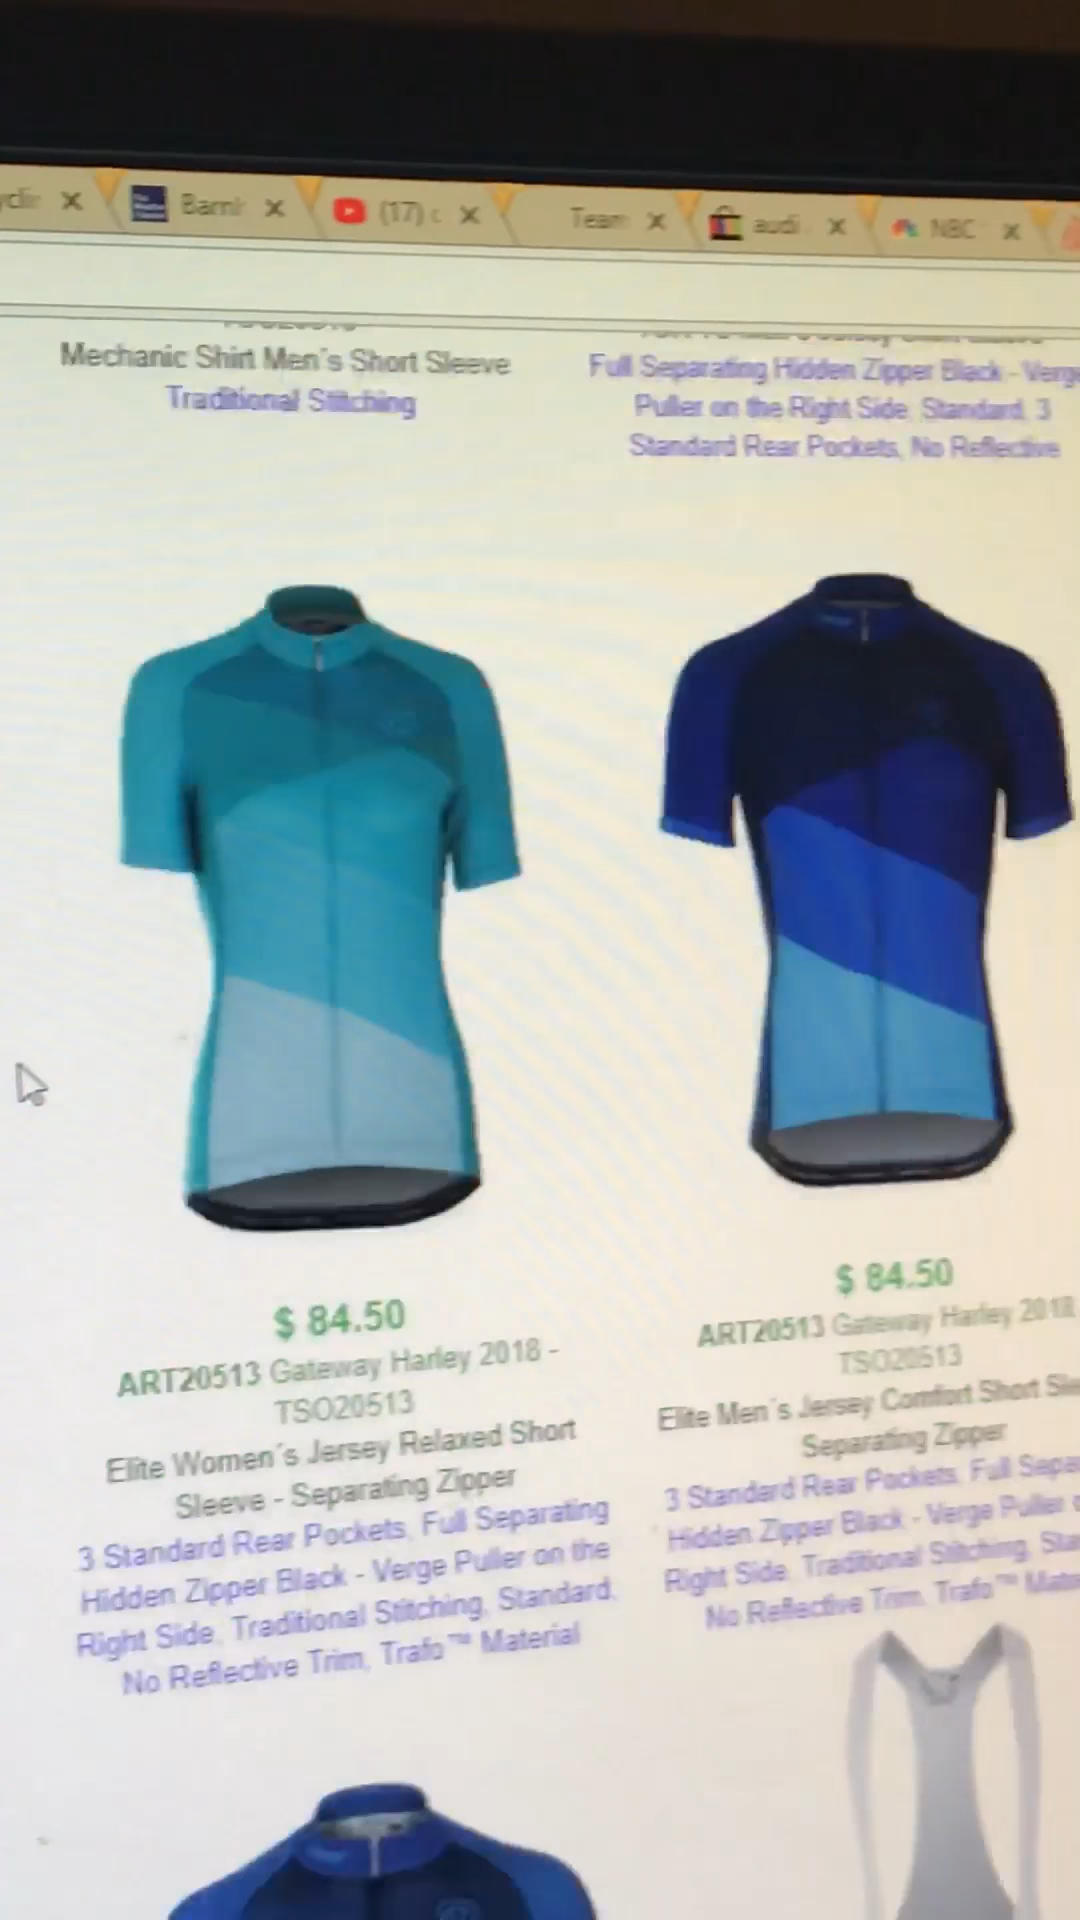 Barnh
(17) c
Team
audi
NBC
Mechanic Shirt Men´s Short Sleeve
Traditional Stitching
Full Separating Hidden Zipper Black - Verge
Puller on the Right Side, Standard, 3
Standard Rear Pockets, No Reflective
$ 84.50
ART20513 Gateway Harley 2018 -
TSO20513
Elite Women´s Jersey Relaxed Short
Sleeve - Separating Zipper
3 Standard Rear Pockets, Full Separating
Hidden Zipper Black - Verge Puller on the
Right Side, Traditional Stitching, Standard,
No Reflective Trim, Trafo™ Material
$ 84.50
ART20513 Gateway Harley 2018
TSO20513
Elite Men´s Jersey Comfort Short Slee
Separating Zipper
3 Standard Rear Pockets, Full Separa
Hidden Zipper Black - Verge Puller
Right Side, Traditional Stitching, Sta
No Reflective Trim, Trafo™ Mate